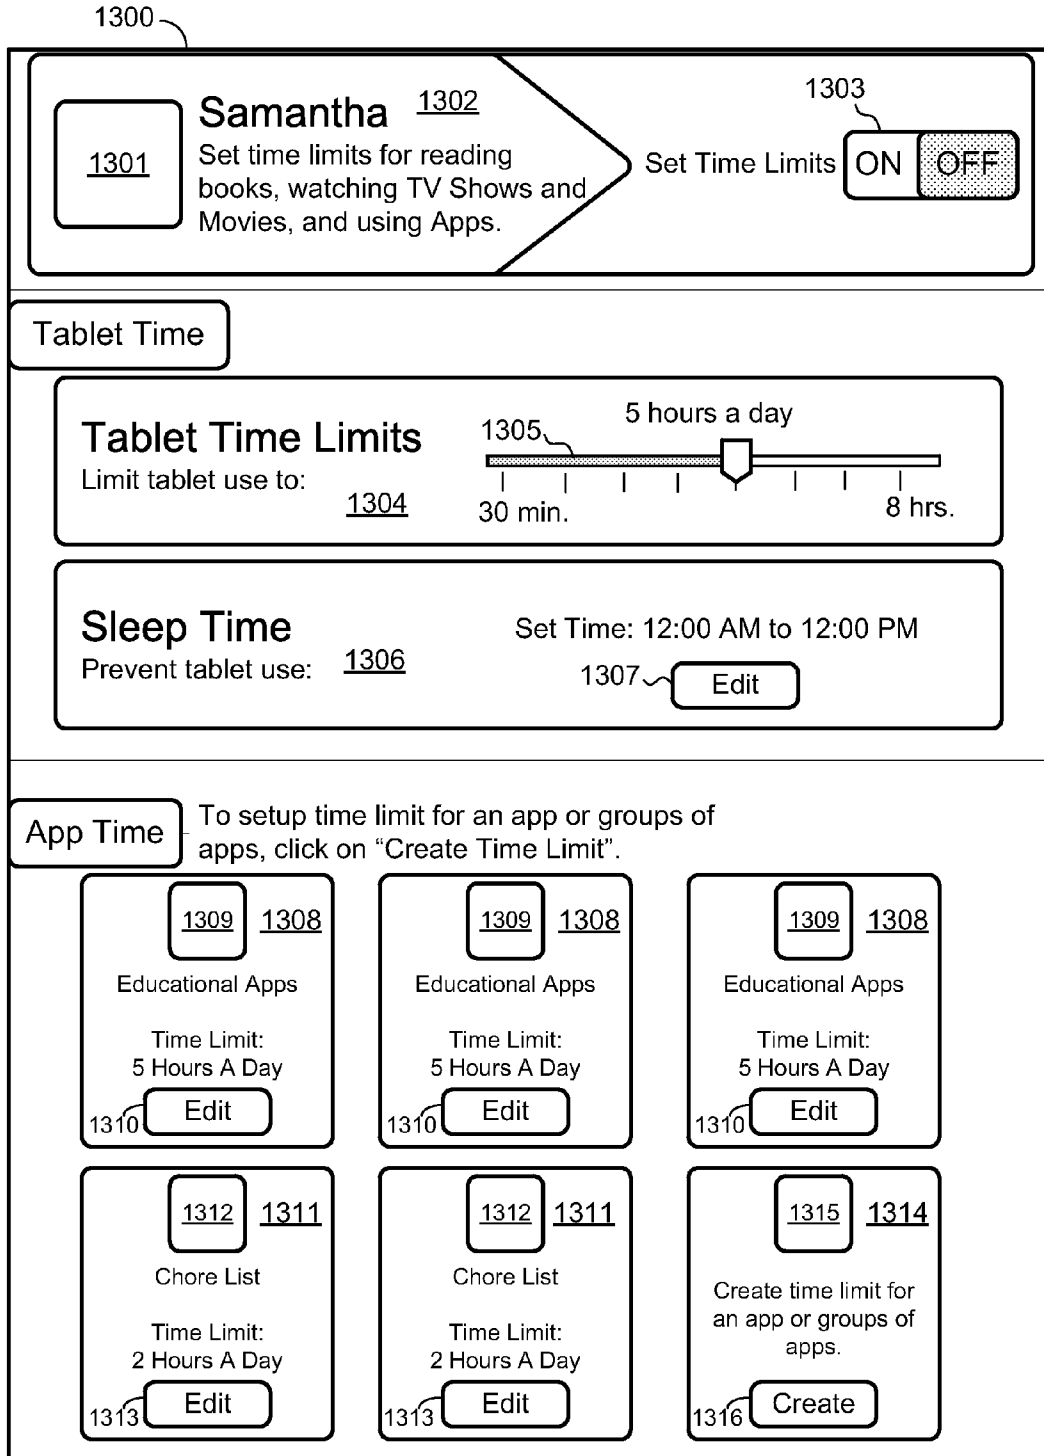 1300
1301
Samantha 1302
Set time limits for reading
books, watching TV Shows and
Movies, and using Apps.
1303
Set Time Limits ON OFF
Tablet Time
Tablet Time Limits
Limit tablet use to:
1304
5 hours a day
1305
30 min. 8 hrs.
Sleep Time
Prevent tablet use: 1306
Set Time: 12:00 AM to 12:00 PM
1307 Edit
App Time
To setup time limit for an app or groups of
apps, click on “Create Time Limit”.
1309 1308
Educational Apps
Time Limit:
5 Hours A Day
1310 Edit
1309 1308
Educational Apps
Time Limit:
5 Hours A Day
1310 Edit
1309 1308
Educational Apps
Time Limit:
5 Hours A Day
1310 Edit
1312 1311
Chore List
Time Limit:
2 Hours A Day
1313 Edit
1312 1311
Chore List
Time Limit:
2 Hours A Day
1313 Edit
1315 1314
Create time limit for
an app or groups of
apps.
1316 Create